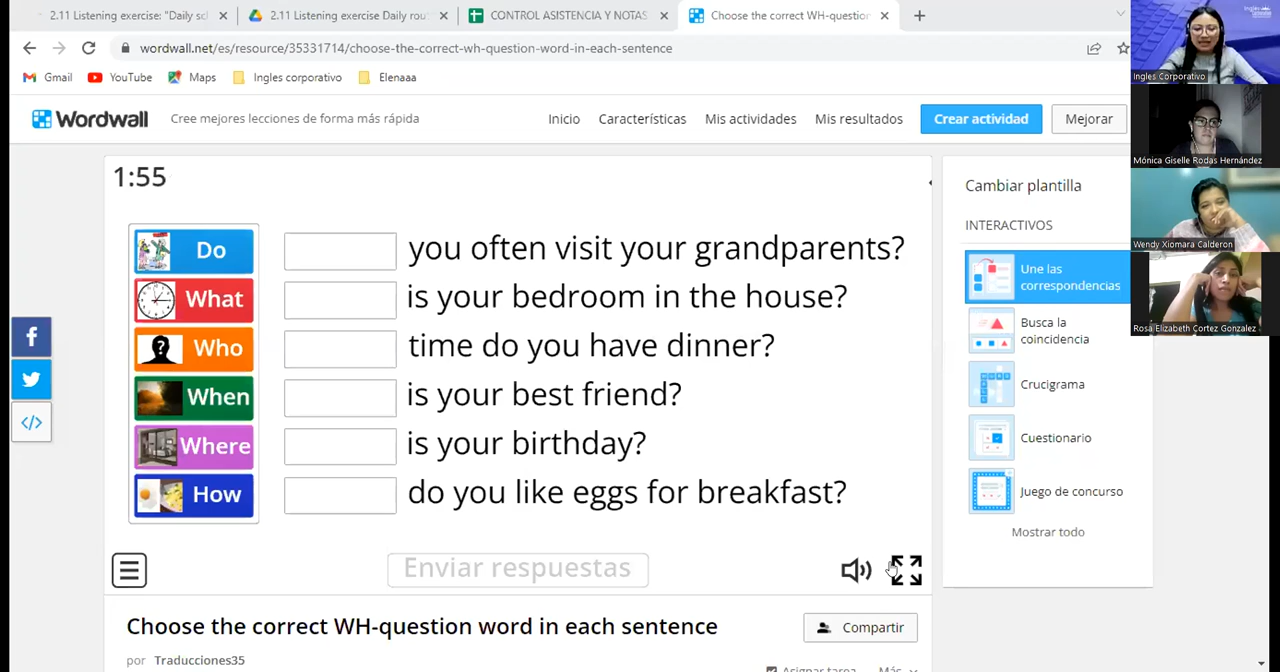 2.11 Listening exercise: "Daily scl
2.11 Listening exercise Daily rout
CONTROL ASISTENCIA Y NOTAS
Choose the correct WH-question
wordwall.net/es/resource/35331714/choose-the-correct-wh-question-word-in-each-sentence
Gmail
YouTube
Maps
Ingles corporativo
Elenaaa
Wordwall
Cree mejores lecciones de forma más rápida
Inicio
Características
Mis actividades
Mis resultados
Crear actividad
Mejorar
1:55
Do
you often visit your grandparents?
What
is your bedroom in the house?
Who
time do you have dinner?
When
is your best friend?
Where
is your birthday?
How
do you like eggs for breakfast?
Enviar respuestas
Choose the correct WH-question word in each sentence
Compartir
por Traducciones35
Asignar tarea
Más
Cambiar plantilla
INTERACTIVOS
Une las
correspondencias
Busca la
coincidencia
Crucigrama
Cuestionario
Juego de concurso
Mostrar todo
Ingles Corporativo
Mónica Giselle Rodas Hernández
Wendy Xiomara Calderon
Rosa Elizabeth Cortez Gonzalez